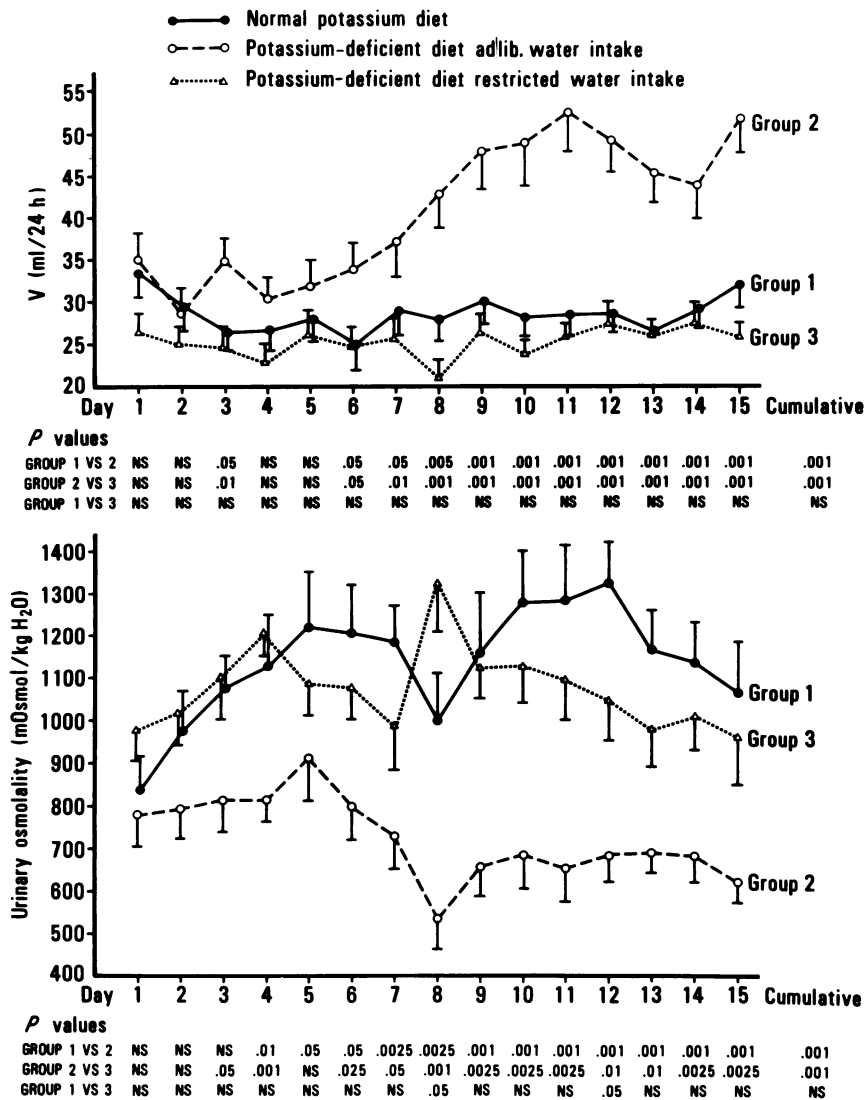 Normal potassium diet
Potassium-deficient diet ad lib. water intake
Potassium-deficient diet restricted water intake
V (ml/24 h)
55
50
45
40
35
30
25
20
Group 2
Group 1
Group 3
Day 1 2 3 4 5 6 7 8 9 10 11 12 13 14 15 Cumulative
P values
GROUP 1 VS 2 NS NS .05 NS NS .05 .05 .005 .001 .001 .001 .001 .001 .001 .001 .001
GROUP 2 VS 3 NS NS .01 NS NS .05 .01 .001 .001 .001 .001 .001 .001 .001 .001 .001
GROUP 1 VS 3 NS NS NS NS NS NS NS NS NS NS NS NS NS NS NS NS
Urinary osmolality (mOsmol/kg H2O)
1400
1300
1200
1100
1000
900
800
700
600
500
400
Group 1
Group 3
Group 2
Day 1 2 3 4 5 6 7 8 9 10 11 12 13 14 15 Cumulative
P values
GROUP 1 VS 2 NS NS NS .01 .05 .05 .0025 .0025 .001 .001 .001 .001 .001 .001 .001 .001
GROUP 2 VS 3 NS NS .05 .001 NS .025 .05 .001 .0025 .0025 .0025 .01 .01 .0025 .0025 .001
GROUP 1 VS 3 NS NS NS NS NS NS NS .05 NS NS NS .05 NS NS NS NS